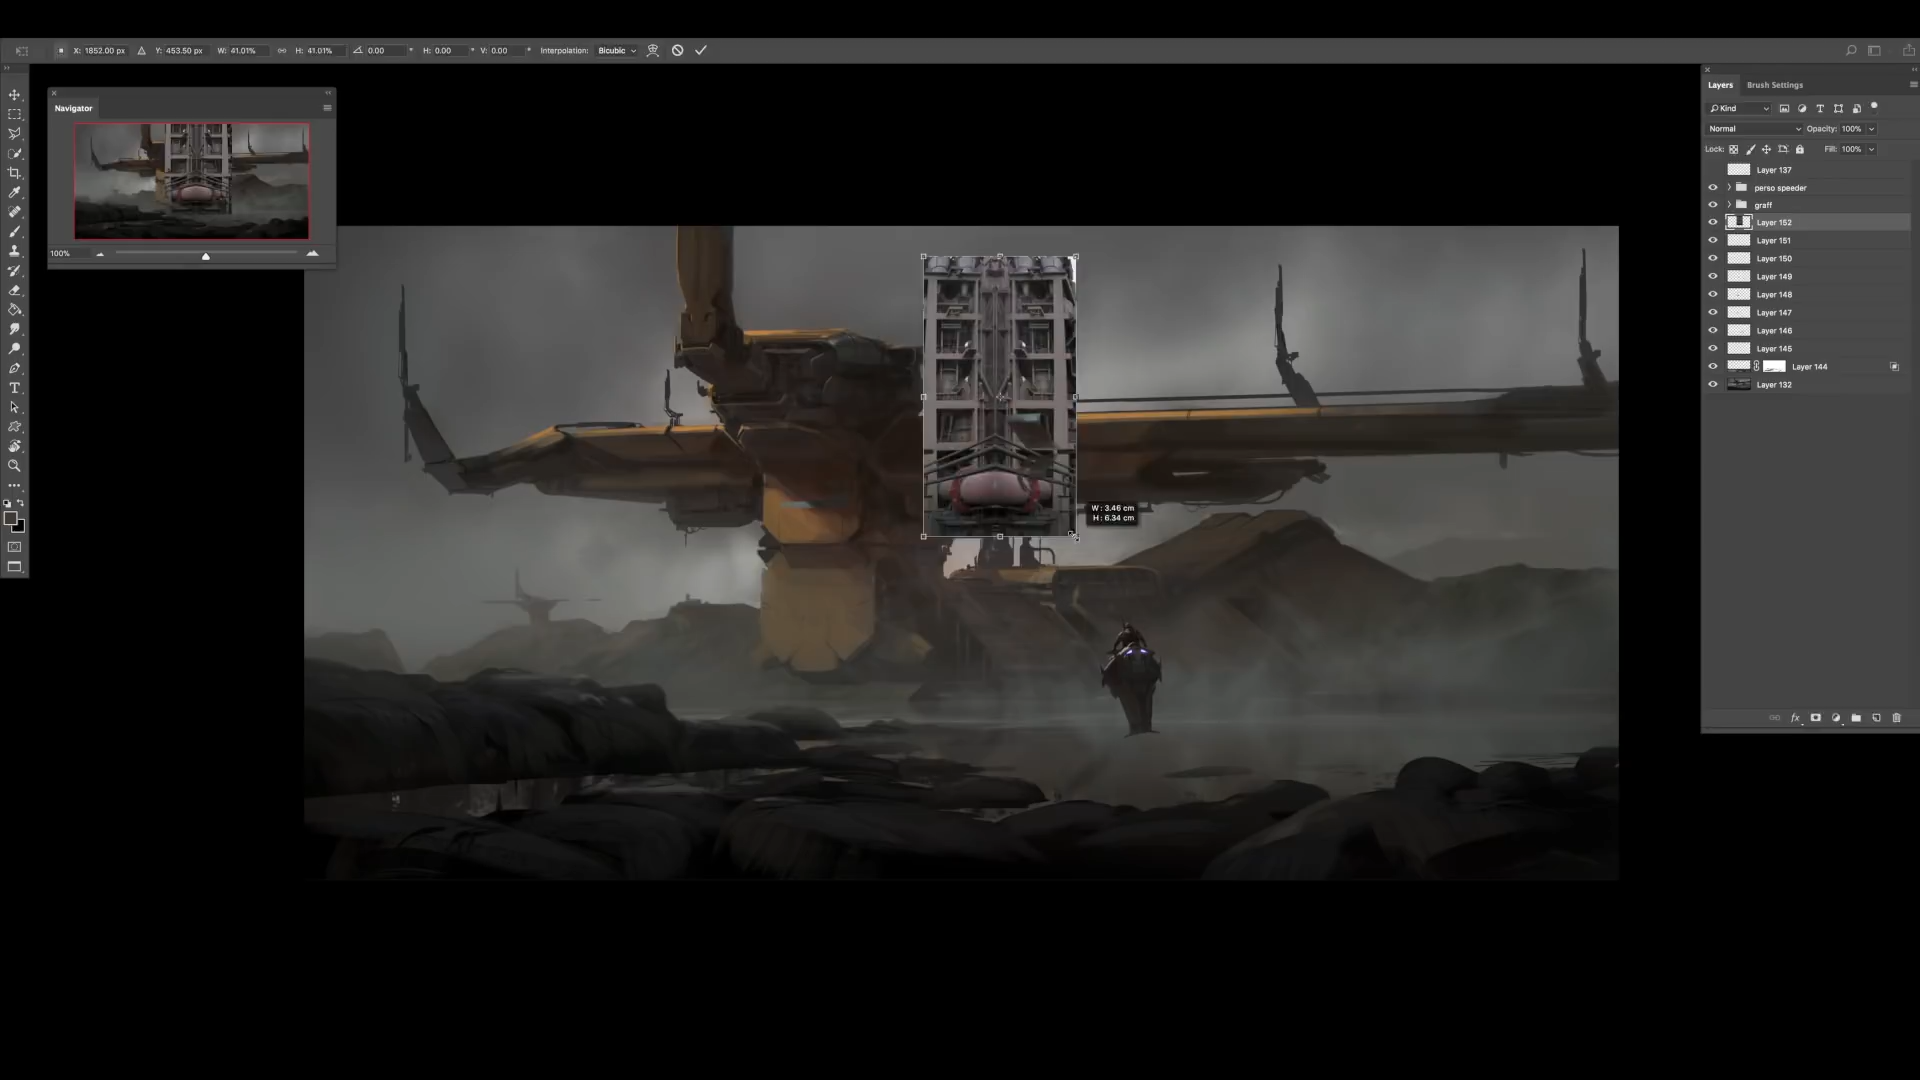 X: 1852.00 px Y: 453.50 px W: 41.01% H: 41.01% 0.00 ° H: 0.00 ° V: 0.00 ° Interpolation: Bicubic
Navigator
100%
W : 3.46 cm
H : 6.34 cm
Layers Brush Settings
Kind
Normal Opacity: 100%
Lock: Fill: 100%
Layer 137
perso speeder
graff
Layer 152
Layer 151
Layer 150
Layer 149
Layer 148
Layer 147
Layer 146
Layer 145
Layer 144
Layer 132
fx